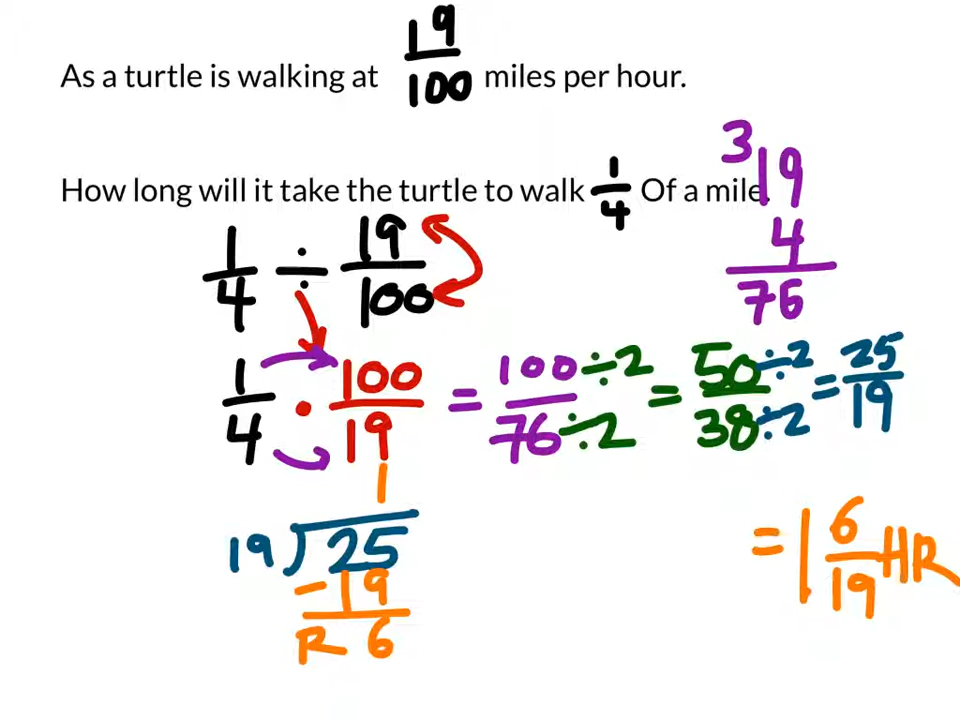 As a turtle is walking at 19/100 miles per hour.
How long will it take the turtle to walk 1/4 Of a mile.
3
19
4
76
1/4 ÷ 19/100
1/4 · 100/19 = 100÷2/76÷2 = 50÷2/38÷2 = 25/19
1
19 25
-19
R 6
= 1 6/19 HR